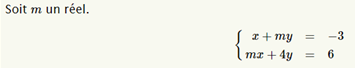 Soit m un réel.
x + my = −3
mx + 4y = 6